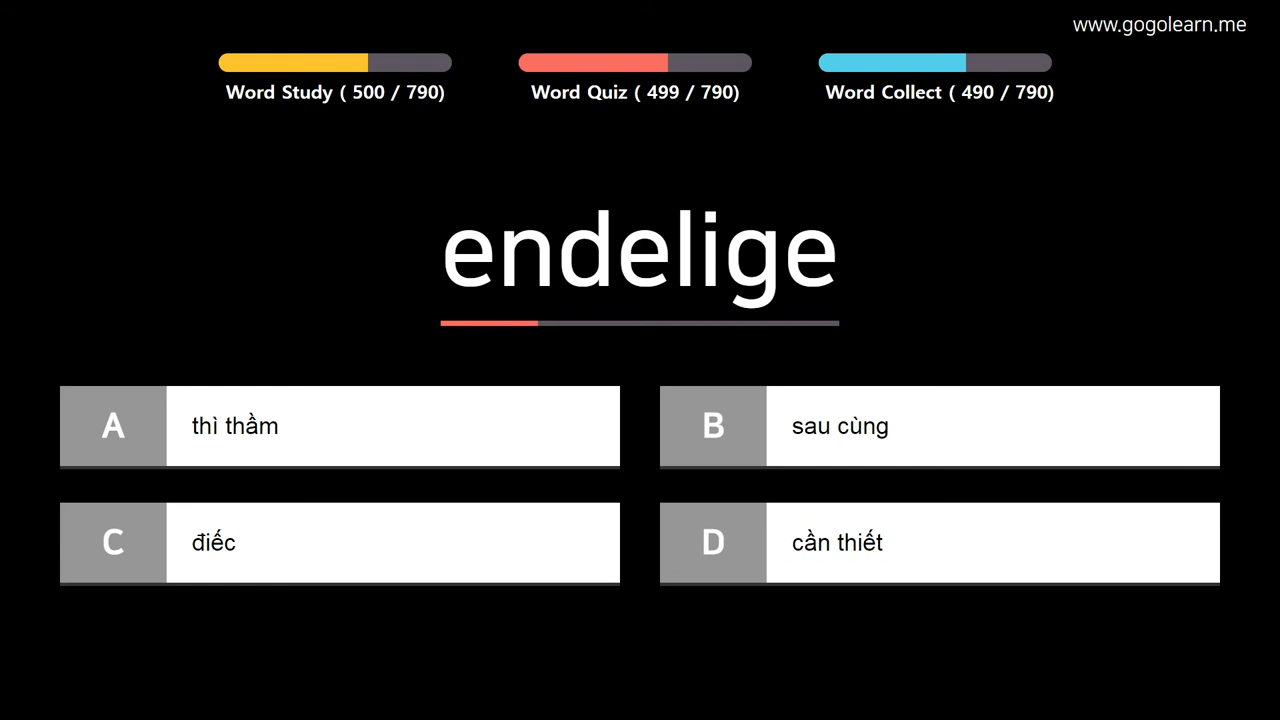 www.gogolearn.me
Word Study ( 500 / 790)
Word Quiz ( 499 / 790)
Word Collect ( 490 / 790)
endelige
A
thì thầm
B
sau cùng
C
điếc
D
cần thiết